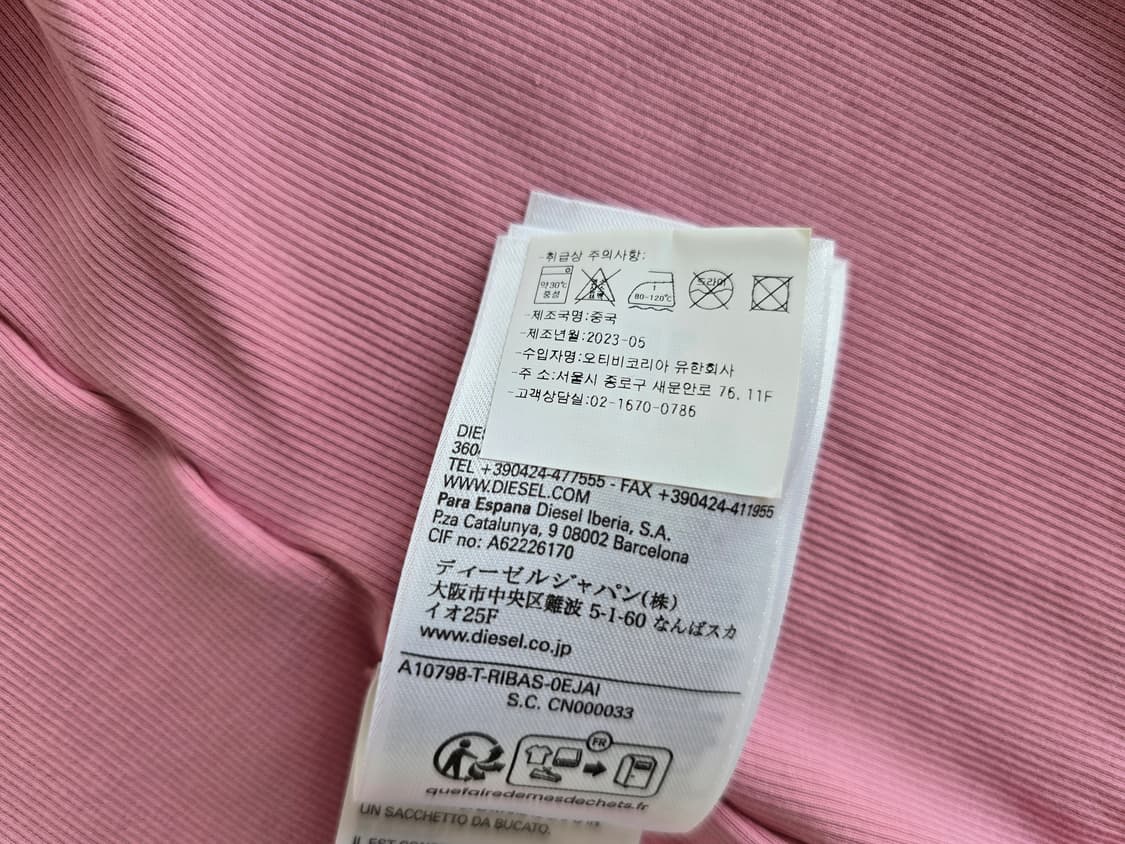 -취급상 주의사항:
약30℃ 중성
1
80-120℃
드라이
-제조국명:중국
-제조년월:2023-05
-수입자명:오티비코리아 유한회사
-주 소:서울시 종로구 새문안로 76, 11F
-고객상담실:02-1670-0786
DIE
360
TEL +390424-477555 - FAX +390424-411955
WWW.DIESEL.COM
Para Espana Diesel Iberia, S.A.
P.za Catalunya, 9 08002 Barcelona
CIF no: A62226170
ディーゼルジャパン(株)
大阪市中央区難波 5-1-60 なんばスカ
イオ25F
www.diesel.co.jp
A10798-T-RIBAS-0EJAI
S.C. CN000033
FR
quefairedemesdechets.fr
UN SACCHETTO DA BUCATO.
IL EST